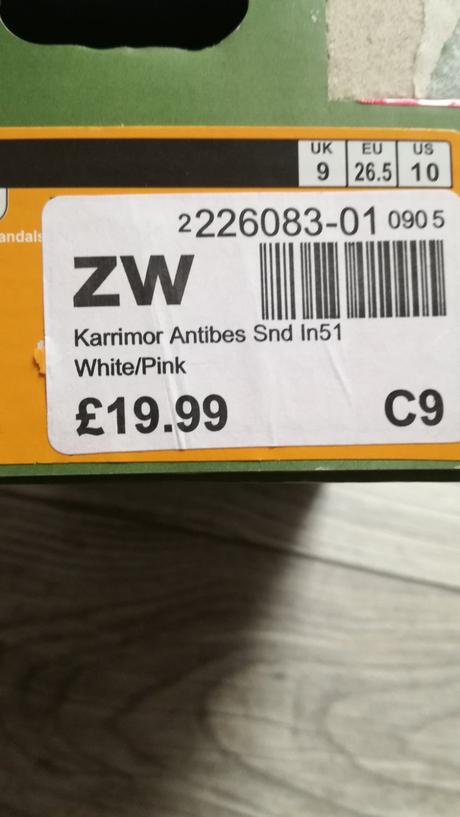 UK EU US
9 26.5 10
andals
2226083-01 0905
ZW
Karrimor Antibes Snd In51
White/Pink
£19.99 C9